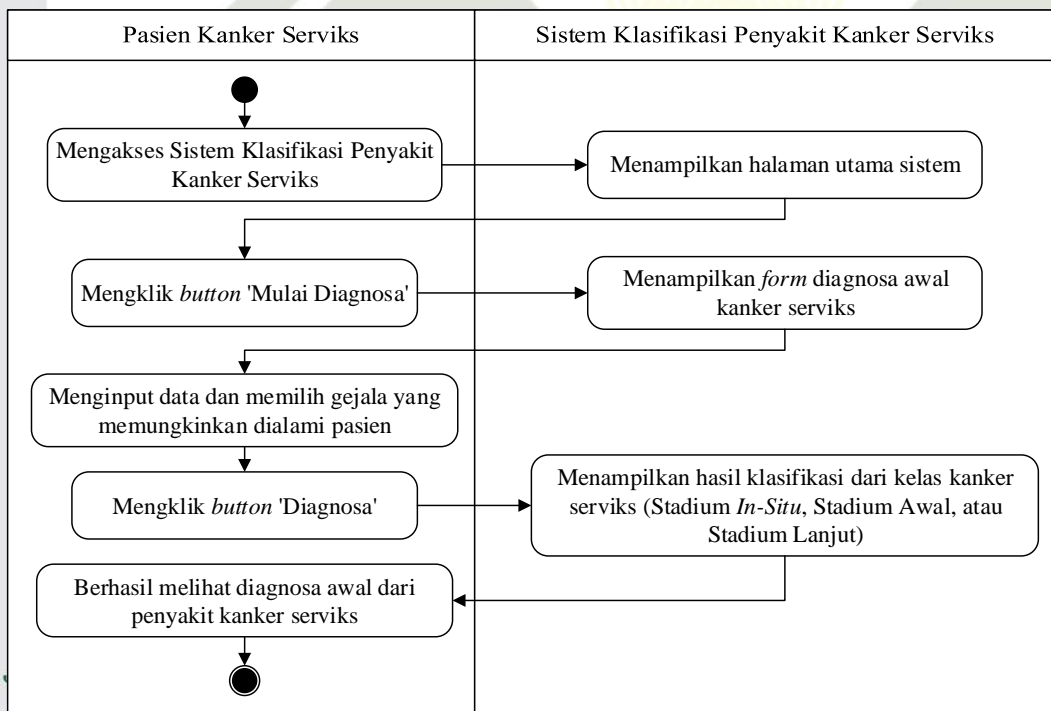 Pasien Kanker Serviks
Sistem Klasifikasi Penyakit Kanker Serviks
Mengakses Sistem Klasifikasi Penyakit
Kanker Serviks
Menampilkan halaman utama sistem
Mengklik button 'Mulai Diagnosa'
Menampilkan form diagnosa awal
kanker serviks
Menginput data dan memilih gejala yang
memungkinkan dialami pasien
Mengklik button 'Diagnosa'
Menampilkan hasil klasifikasi dari kelas kanker
serviks (Stadium In-Situ, Stadium Awal, atau
Stadium Lanjut)
Berhasil melihat diagnosa awal dari
penyakit kanker serviks